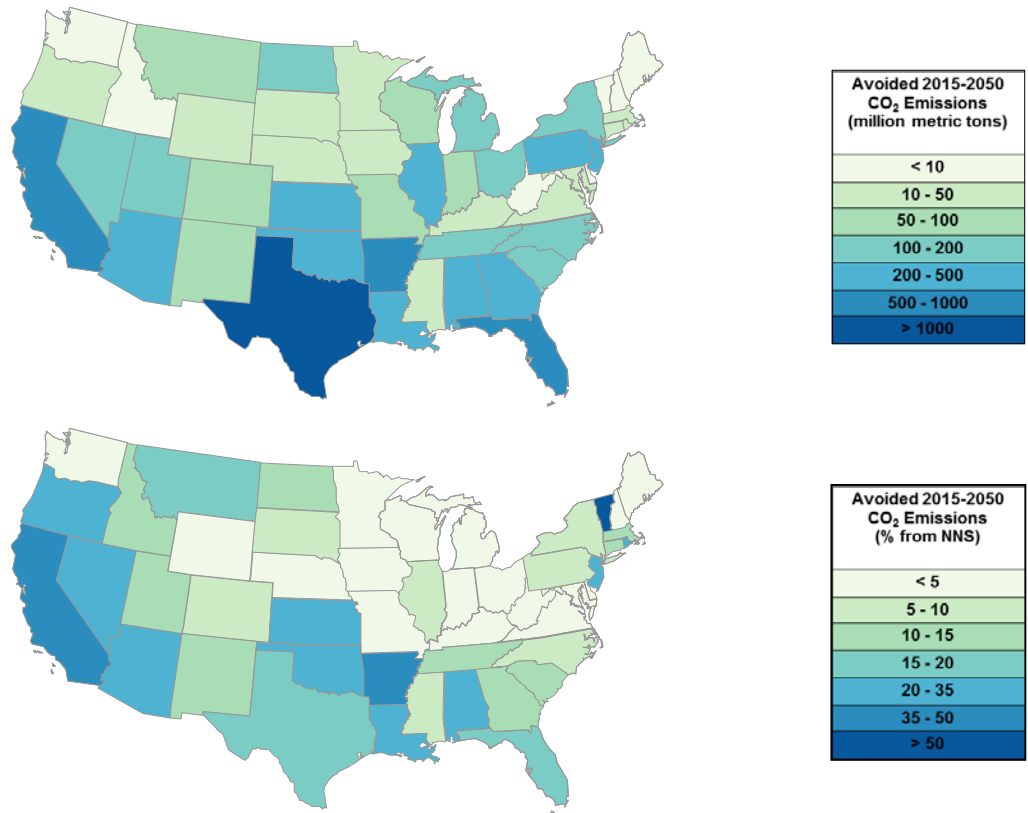 Avoided 2015-2050
CO₂ Emissions
(million metric tons)
< 10
10 - 50
50 - 100
100 - 200
200 - 500
500 - 1000
> 1000
Avoided 2015-2050
CO₂ Emissions
(% from NNS)
< 5
5 - 10
10 - 15
15 - 20
20 - 35
35 - 50
> 50